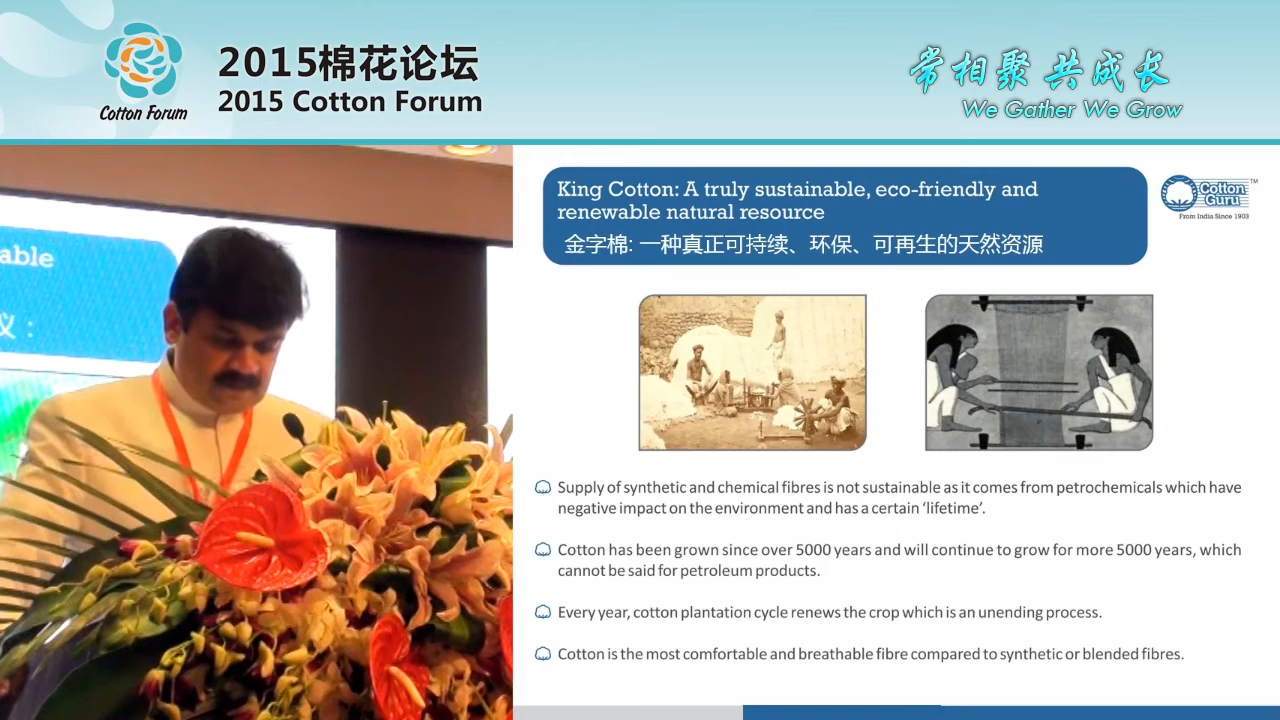 2015棉花论坛
2015 Cotton Forum
Cotton Forum
常相聚 共成长
We Gather We Grow
able
议：
King Cotton: A truly sustainable, eco-friendly and
renewable natural resource
金字棉: 一种真正可持续、环保、可再生的天然资源
Cotton
Guru
TM
From India Since 1903
Supply of synthetic and chemical fibres is not sustainable as it comes from petrochemicals which have
negative impact on the environment and has a certain ‘lifetime’.
Cotton has been grown since over 5000 years and will continue to grow for more 5000 years, which
cannot be said for petroleum products.
Every year, cotton plantation cycle renews the crop which is an unending process.
Cotton is the most comfortable and breathable fibre compared to synthetic or blended fibres.